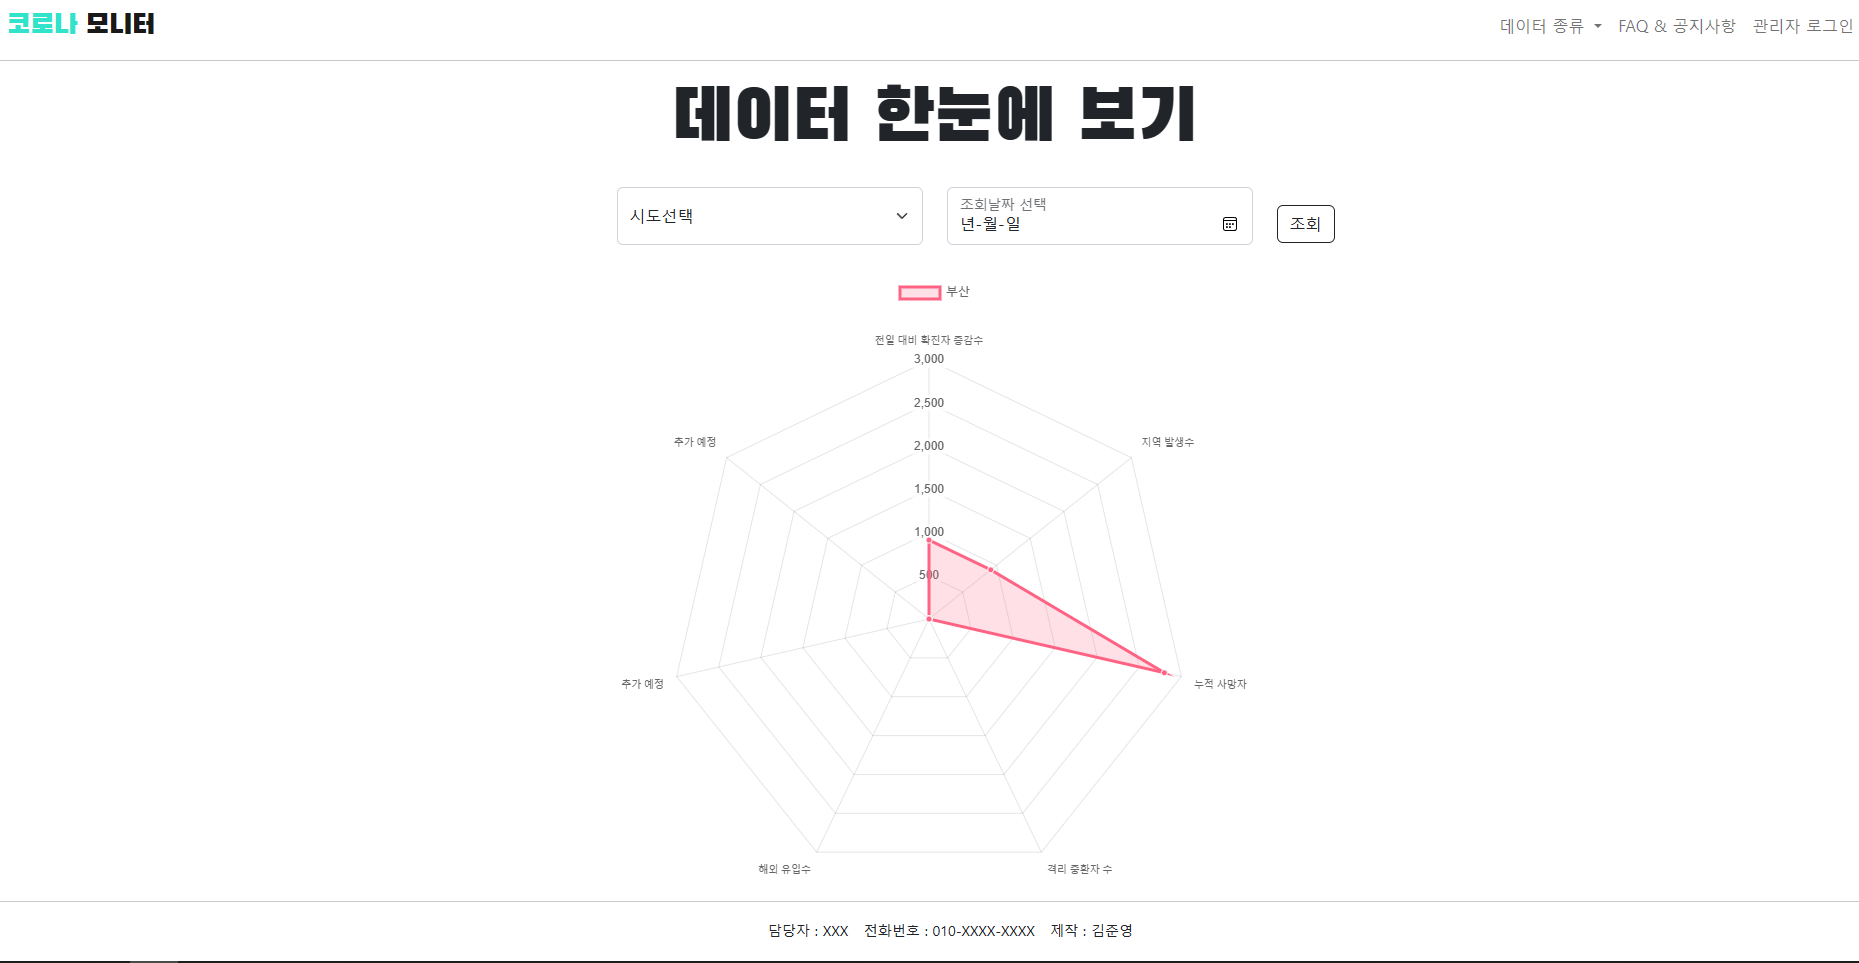 코로나 모니터
데이터 종류 FAQ & 공지사항 관리자 로그인
데이터 한눈에 보기
시도선택
조회날짜 선택
년-월-일
조회
부산
전일 대비 확진자 증감수
3,000
2,500
2,000
1,500
1,000
500
추가 예정
지역 발생수
추가 예정
누적 사망자
해외 유입수
격리 중환자 수
담당자 : XXX 전화번호 : 010-XXXX-XXXX 제작 : 김준영